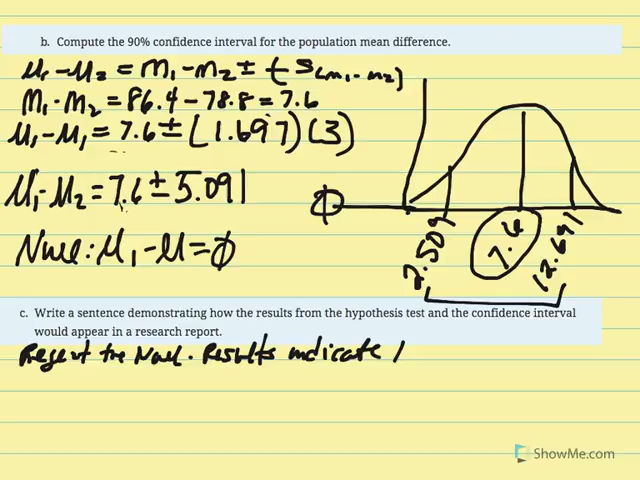 b. Compute the 90% confidence interval for the population mean difference.
μ1 - μ2 = m1 - m2 ± t S(m1 - m2)
m1 - m2 = 86.4 - 78.8 = 7.6
μ1 - μ1 = 7.6 ± (1.697)(3)
μ1 - μ2 = 7.6 ± 5.091
Null: μ1 - μ = ϕ
ϕ
2.509
7.6
12.691
c. Write a sentence demonstrating how the results from the hypothesis test and the confidence interval
would appear in a research report.
Reject the Null. Results indicate
ShowMe.com